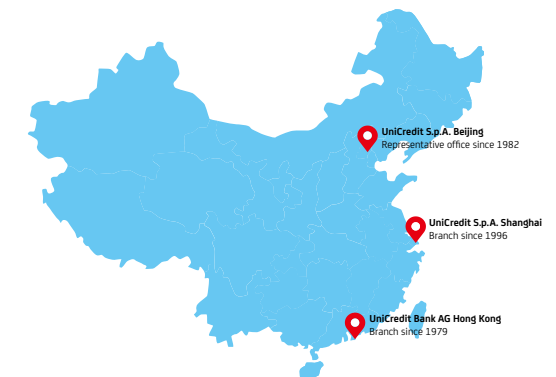 UniCredit S.p.A. Beijing
Representative office since 1982
UniCredit S.p.A. Shanghai
Branch since 1996
UniCredit Bank AG Hong Kong
Branch since 1979